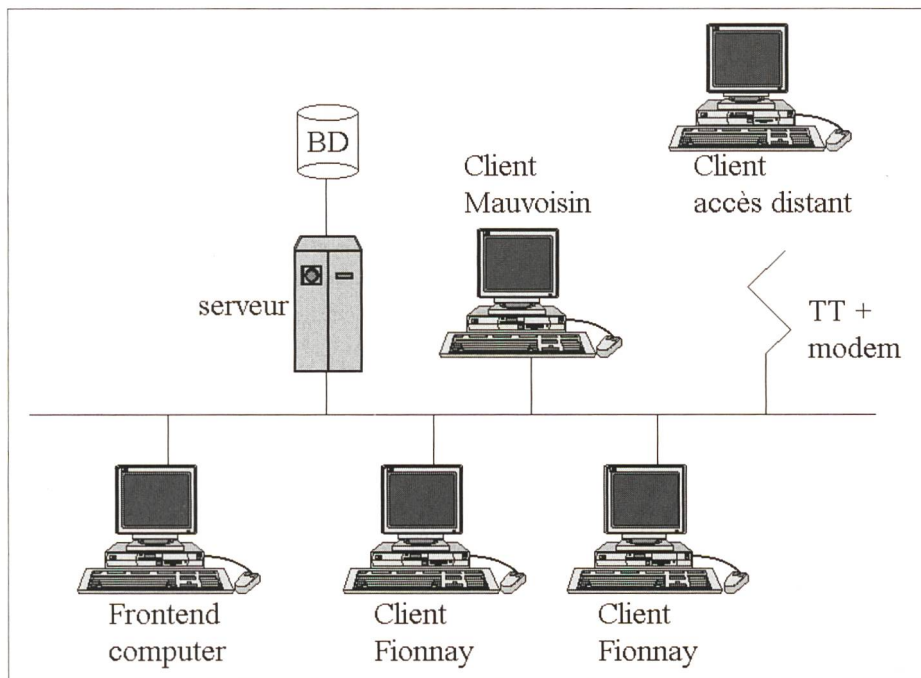 BD
Client
Mauvoisin
Client
accès distant
serveur
TT +
modem
Frontend
computer
Client
Fionnay
Client
Fionnay